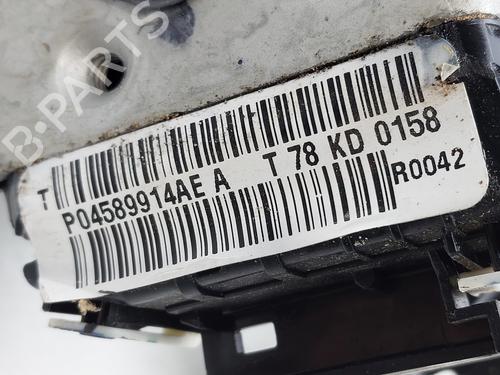 B-PARTS
T
P04589914AE A T 78 KD 0158
R0042